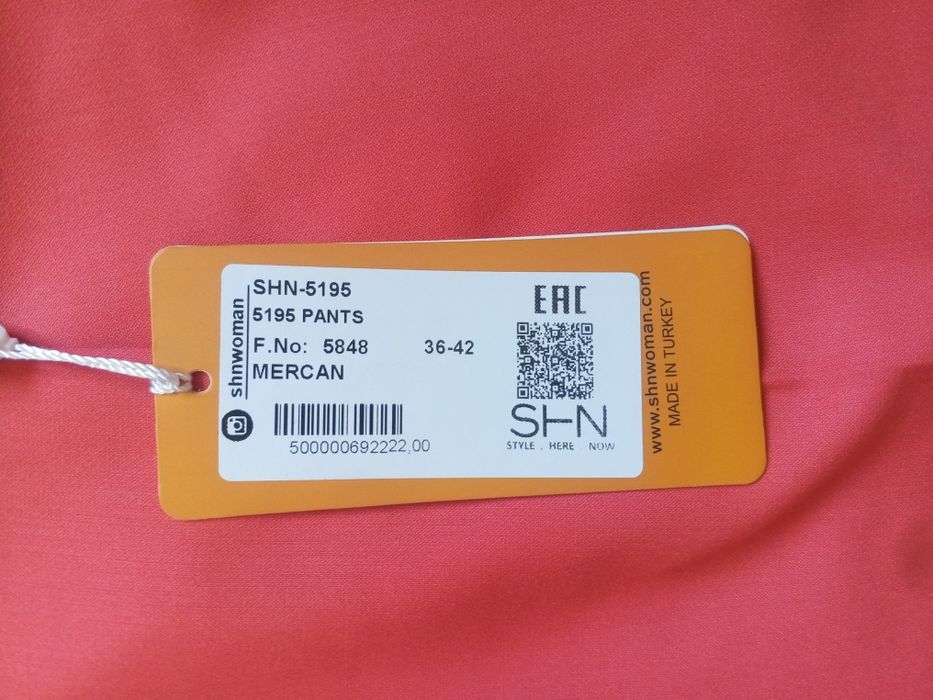 shnwoman
SHN-5195
5195 PANTS
F.No: 5848 36-42
MERCAN
500000692222,00
EAC
SHN
STYLE . HERE . NOW
www.shnwoman.com
MADE IN TURKEY